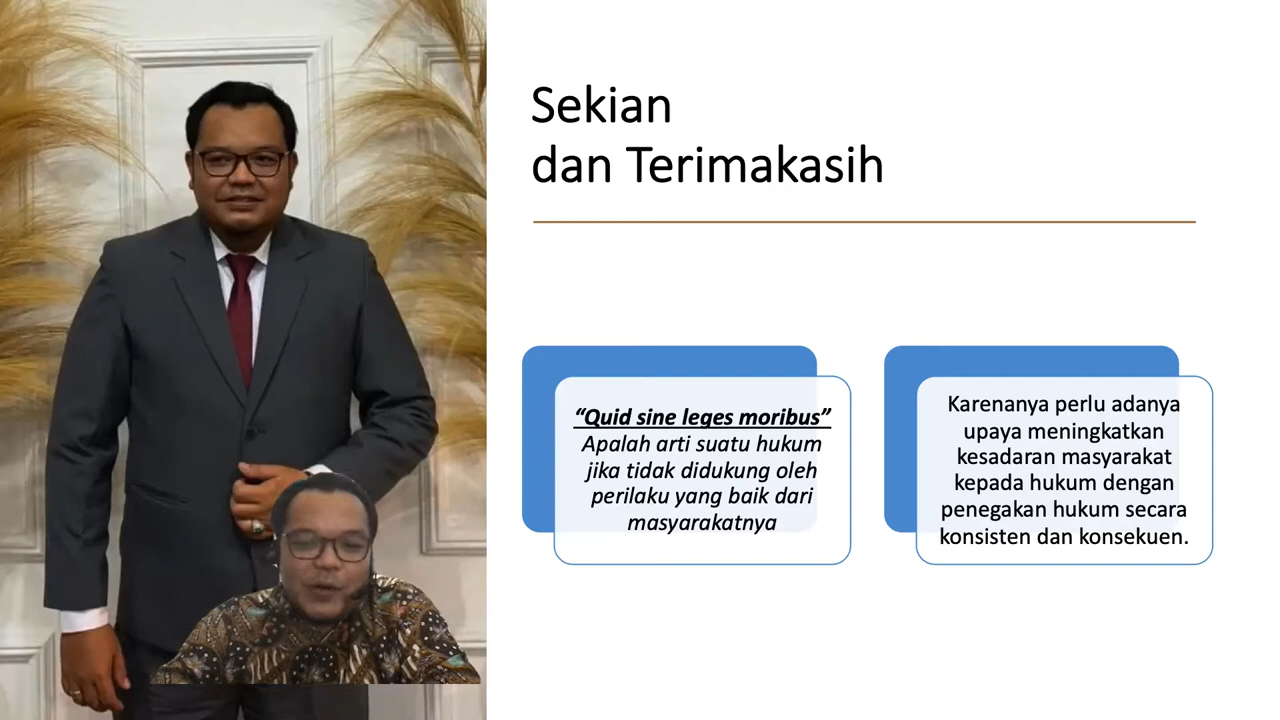 Sekian
dan Terimakasih
“Quid sine leges moribus”
Apalah arti suatu hukum
jika tidak didukung oleh
perilaku yang baik dari
masyarakatnya
Karenanya perlu adanya
upaya meningkatkan
kesadaran masyarakat
kepada hukum dengan
penegakan hukum secara
konsisten dan konsekuen.